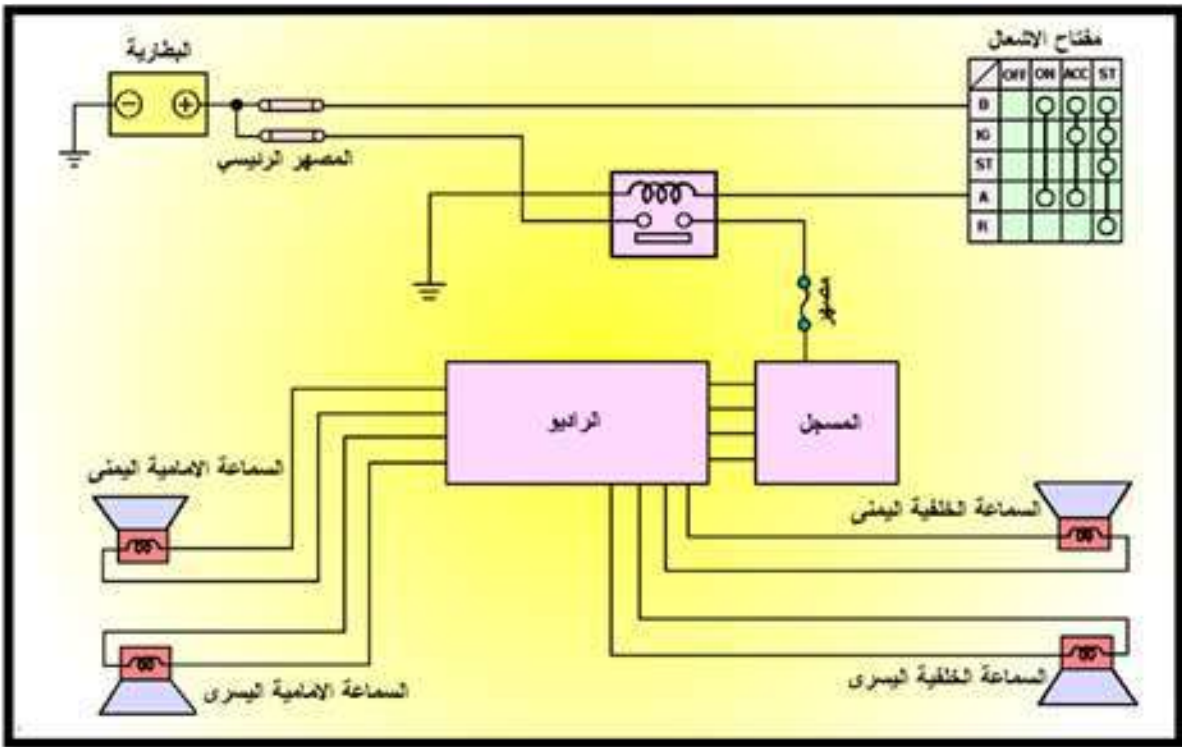 البطارية
مفتاح الاشعال
OFF ON ACC ST
B
IG
ST
A
R
المصهر الرئيسي
مصهر
الراديو
المسجل
السماعة الامامية اليمنى
السماعة الخلفية اليمنى
السماعة الامامية اليسرى
السماعة الخلفية اليسرى